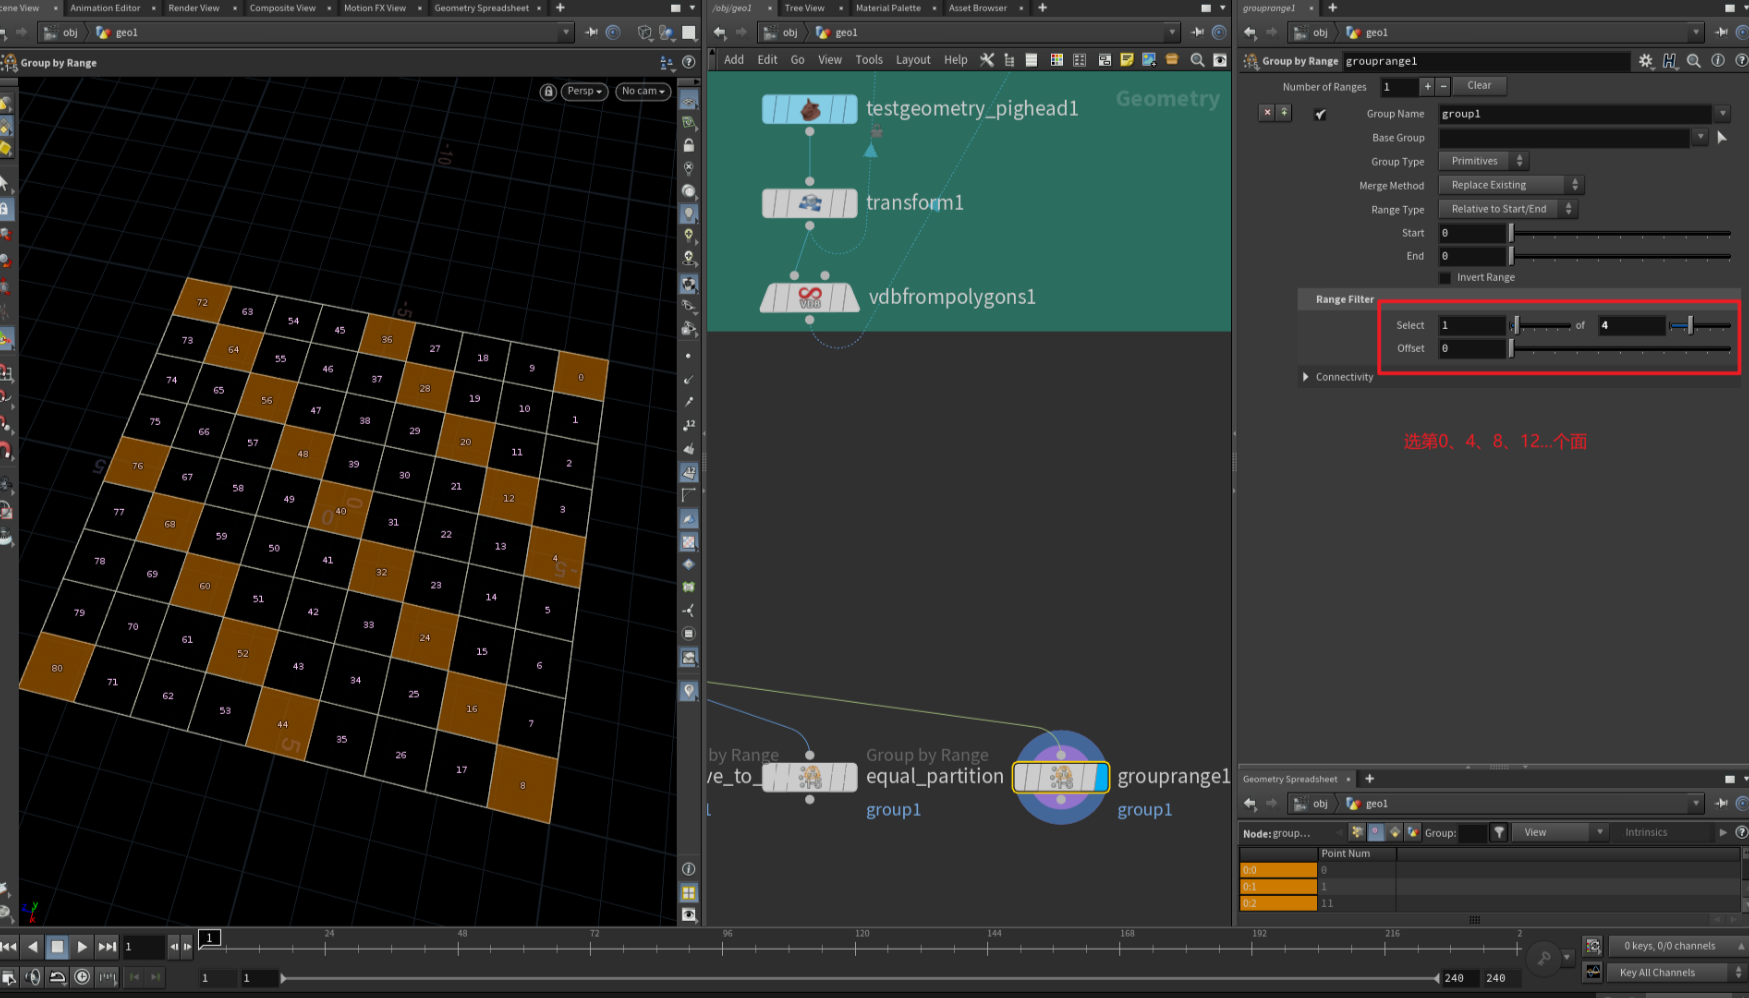 cene View
Animation Editor
Render View
Composite View
Motion FX View
Geometry Spreadsheet
/obj/geo1
Tree View
Material Palette
Asset Browser
grouprange1
obj
geo1
obj
geo1
obj
geo1
Group by Range
Add
Edit
Go
View
Tools
Layout
Help
Group by Range
grouprange1
Persp
No cam
Number of Ranges
1
Clear
Group Name
group1
Base Group
Group Type
Primitives
Merge Method
Replace Existing
Range Type
Relative to Start/End
Start
0
End
0
Invert Range
Range Filter
Select
1
of
4
Offset
0
Connectivity
选第0、4、8、12...个面
Geometry
testgeometry_pighead1
transform1
VDB
vdbfrompolygons1
by Range
ve_to_
Group by Range
equal_partition
group1
grouprange1
group1
-10
-5
5
0
-5
5
72 63 54 45 36 27 18 9 0
73 64 55 46 37 28 19 10 1
74 65 56 47 38 29 20 11 2
75 66 57 48 39 30 21 12 3
76 67 58 49 40 31 22 13 4
77 68 59 50 41 32 23 14 5
78 69 60 51 42 33 24 15 6
79 70 61 52 43 34 25 16 7
80 71 62 53 44 35 26 17 8
Geometry Spreadsheet
obj
geo1
Node: group...
Group:
View
Intrinsics
Point Num
0:0 0
0:1 1
0:2 11
1
1
24 48 72 96 120 144 168 192 216 2
0 keys, 0/0 channels
1
1
240
240
Key All Channels